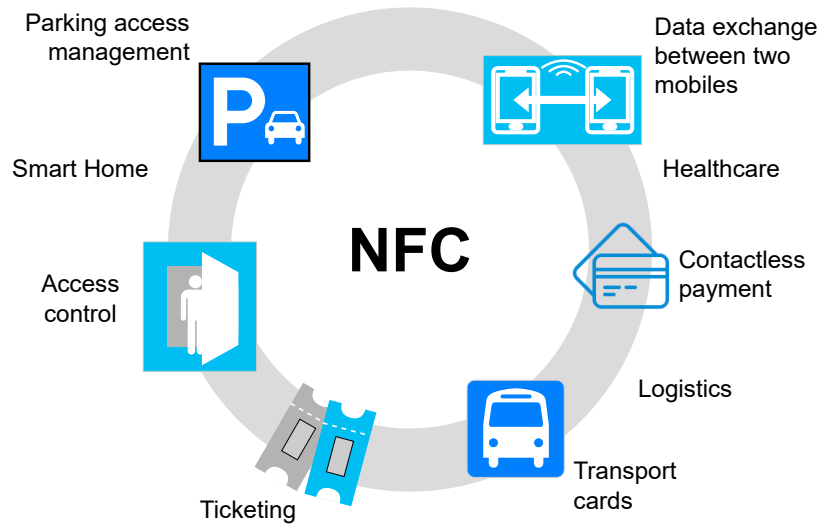 Parking access
management
Data exchange
between two
mobiles
P
Smart Home
Healthcare
NFC
Access
control
Contactless
payment
Logistics
Transport
cards
Ticketing